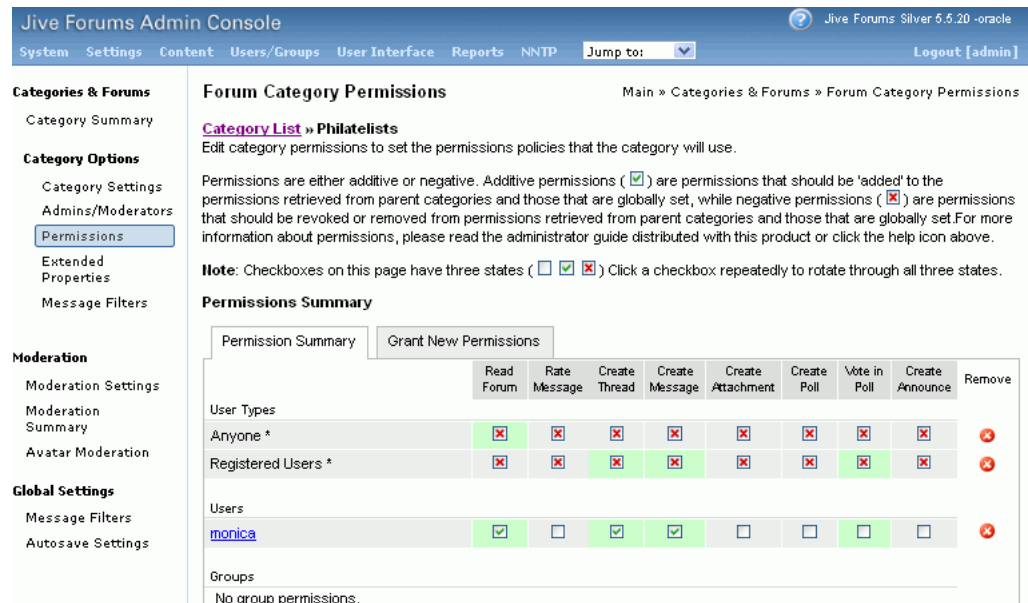 Jive Forums Admin Console
Jive Forums Silver 5.5.20 -oracle
System Settings Content Users/Groups User Interface Reports NNTP Jump to: Logout [admin]
Categories & Forums
Category Summary
Category Options
Category Settings
Admins/Moderators
Permissions
Extended
Properties
Message Filters
Moderation
Moderation Settings
Moderation
Summary
Avatar Moderation
Global Settings
Message Filters
Autosave Settings
Forum Category Permissions
Main » Categories & Forums » Forum Category Permissions
Category List » Philatelists
Edit category permissions to set the permissions policies that the category will use.
Permissions are either additive or negative. Additive permissions ( ) are permissions that should be 'added' to the
permissions retrieved from parent categories and those that are globally set, while negative permissions ( ) are permissions
that should be revoked or removed from permissions retrieved from parent categories and those that are globally set.For more
information about permissions, please read the administrator guide distributed with this product or click the help icon above.
Note: Checkboxes on this page have three states ( ) Click a checkbox repeatedly to rotate through all three states.
Permissions Summary
Permission Summary Grant New Permissions
Read Forum Rate Message Create Thread Create Message Create Attachment Create Poll Vote in Poll Create Announce Remove
User Types
Anyone *
Registered Users *
Users
monica
Groups
No group permissions.